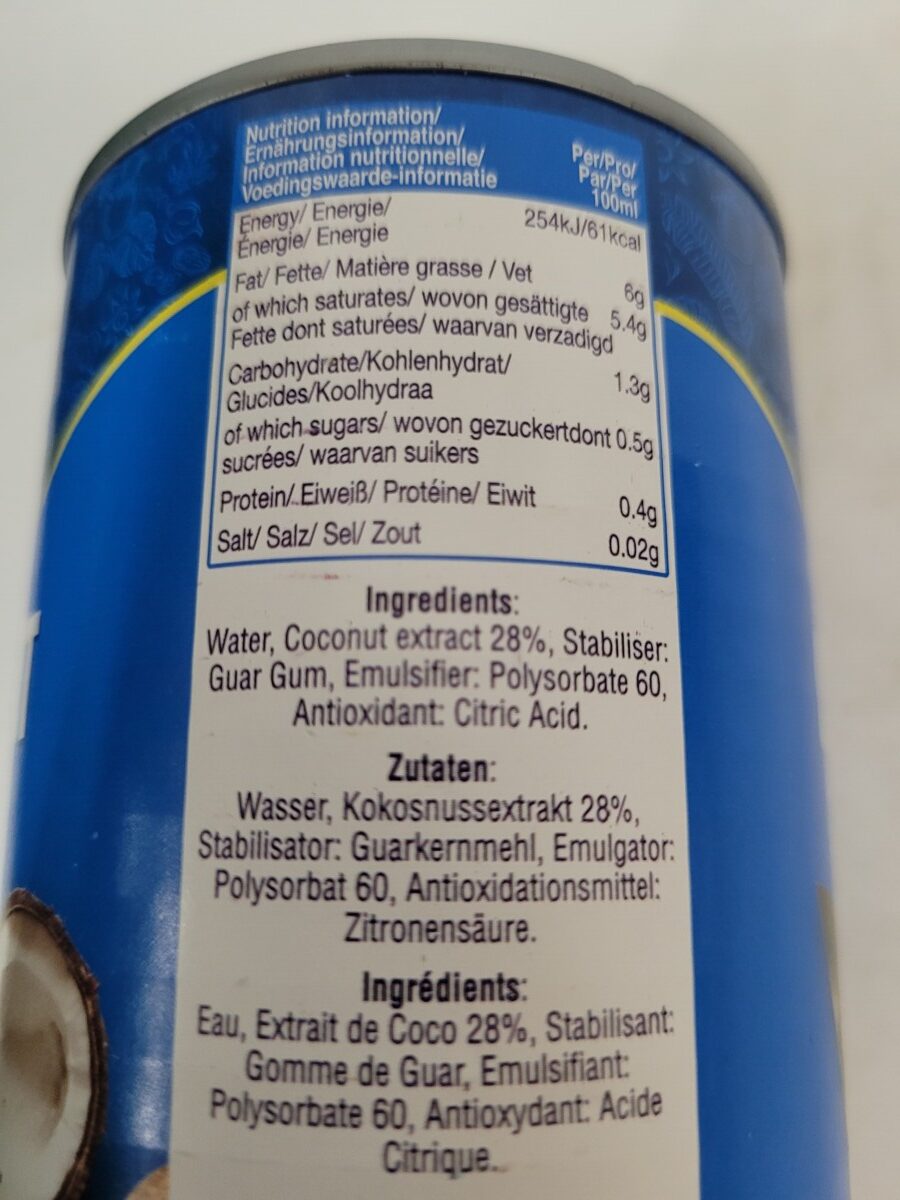 Nutrition information/
Ernährungsinformation/
Information nutritionnelle/
Voedingswaarde-informatie
Per/Pro/
Par/Per
100ml
Energy/ Energie/
Énergie/ Energie
254kJ/61kcal
Fat/ Fette/ Matière grasse / Vet 6g
of which saturates/ wovon gesättigte 5.4g
Fette dont saturées/ waarvan verzadigd
Carbohydrate/Kohlenhydrat/
Glucides/Koolhydraa
1.3g
of which sugars/ wovon gezuckertdont 0.5g
sucrées/ waarvan suikers
Protein/ Eiweiß/ Protéine/ Eiwit 0.4g
Salt/ Salz/ Sel/ Zout 0.02g
Ingredients:
Water, Coconut extract 28%, Stabiliser:
Guar Gum, Emulsifier: Polysorbate 60,
Antioxidant: Citric Acid.
Zutaten:
Wasser, Kokosnussextrakt 28%,
Stabilisator: Guarkernmehl, Emulgator:
Polysorbat 60, Antioxidationsmittel:
Zitronensäure.
Ingrédients:
Eau, Extrait de Coco 28%, Stabilisant:
Gomme de Guar, Emulsifiant:
Polysorbate 60, Antioxydant: Acide
Citrique.